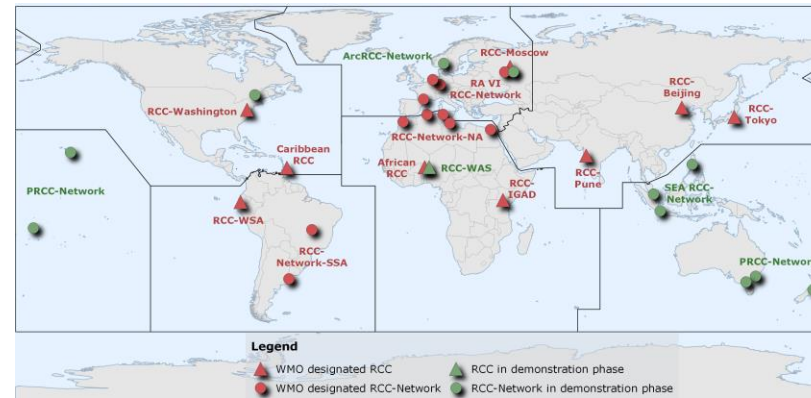 ArcRCC-Network
RCC-Moscow
RA VI
RCC-Network
RCC-
Beijing
RCC-
Tokyo
RCC-Washington
RCC-Network-NA
Caribbean
RCC
African
RCC
RCC-WAS
RCC-
IGAD
RCC-
Pune
SEA RCC-
Network
PRCC-Network
RCC-WSA
RCC-
Network-SSA
PRCC-Network
Legend
WMO designated RCC
RCC in demonstration phase
WMO designated RCC-Network
RCC-Network in demonstration phase